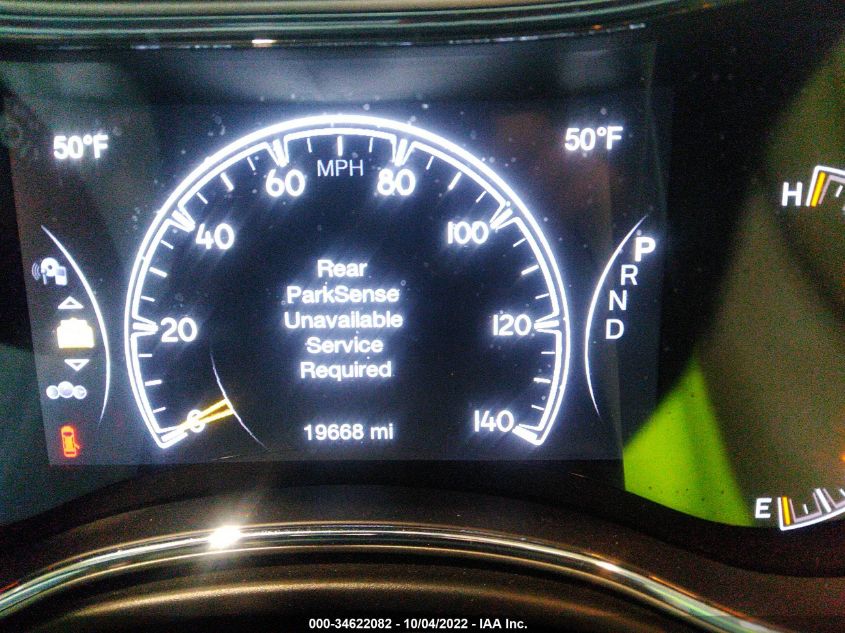 50°F
50°F
MPH
60
80
40
100
20
120
0
140
Rear
ParkSense
Unavailable
Service
Required
19668 mi
P
R
N
D
H
E
000-34622082 - 10/04/2022 - IAA Inc.